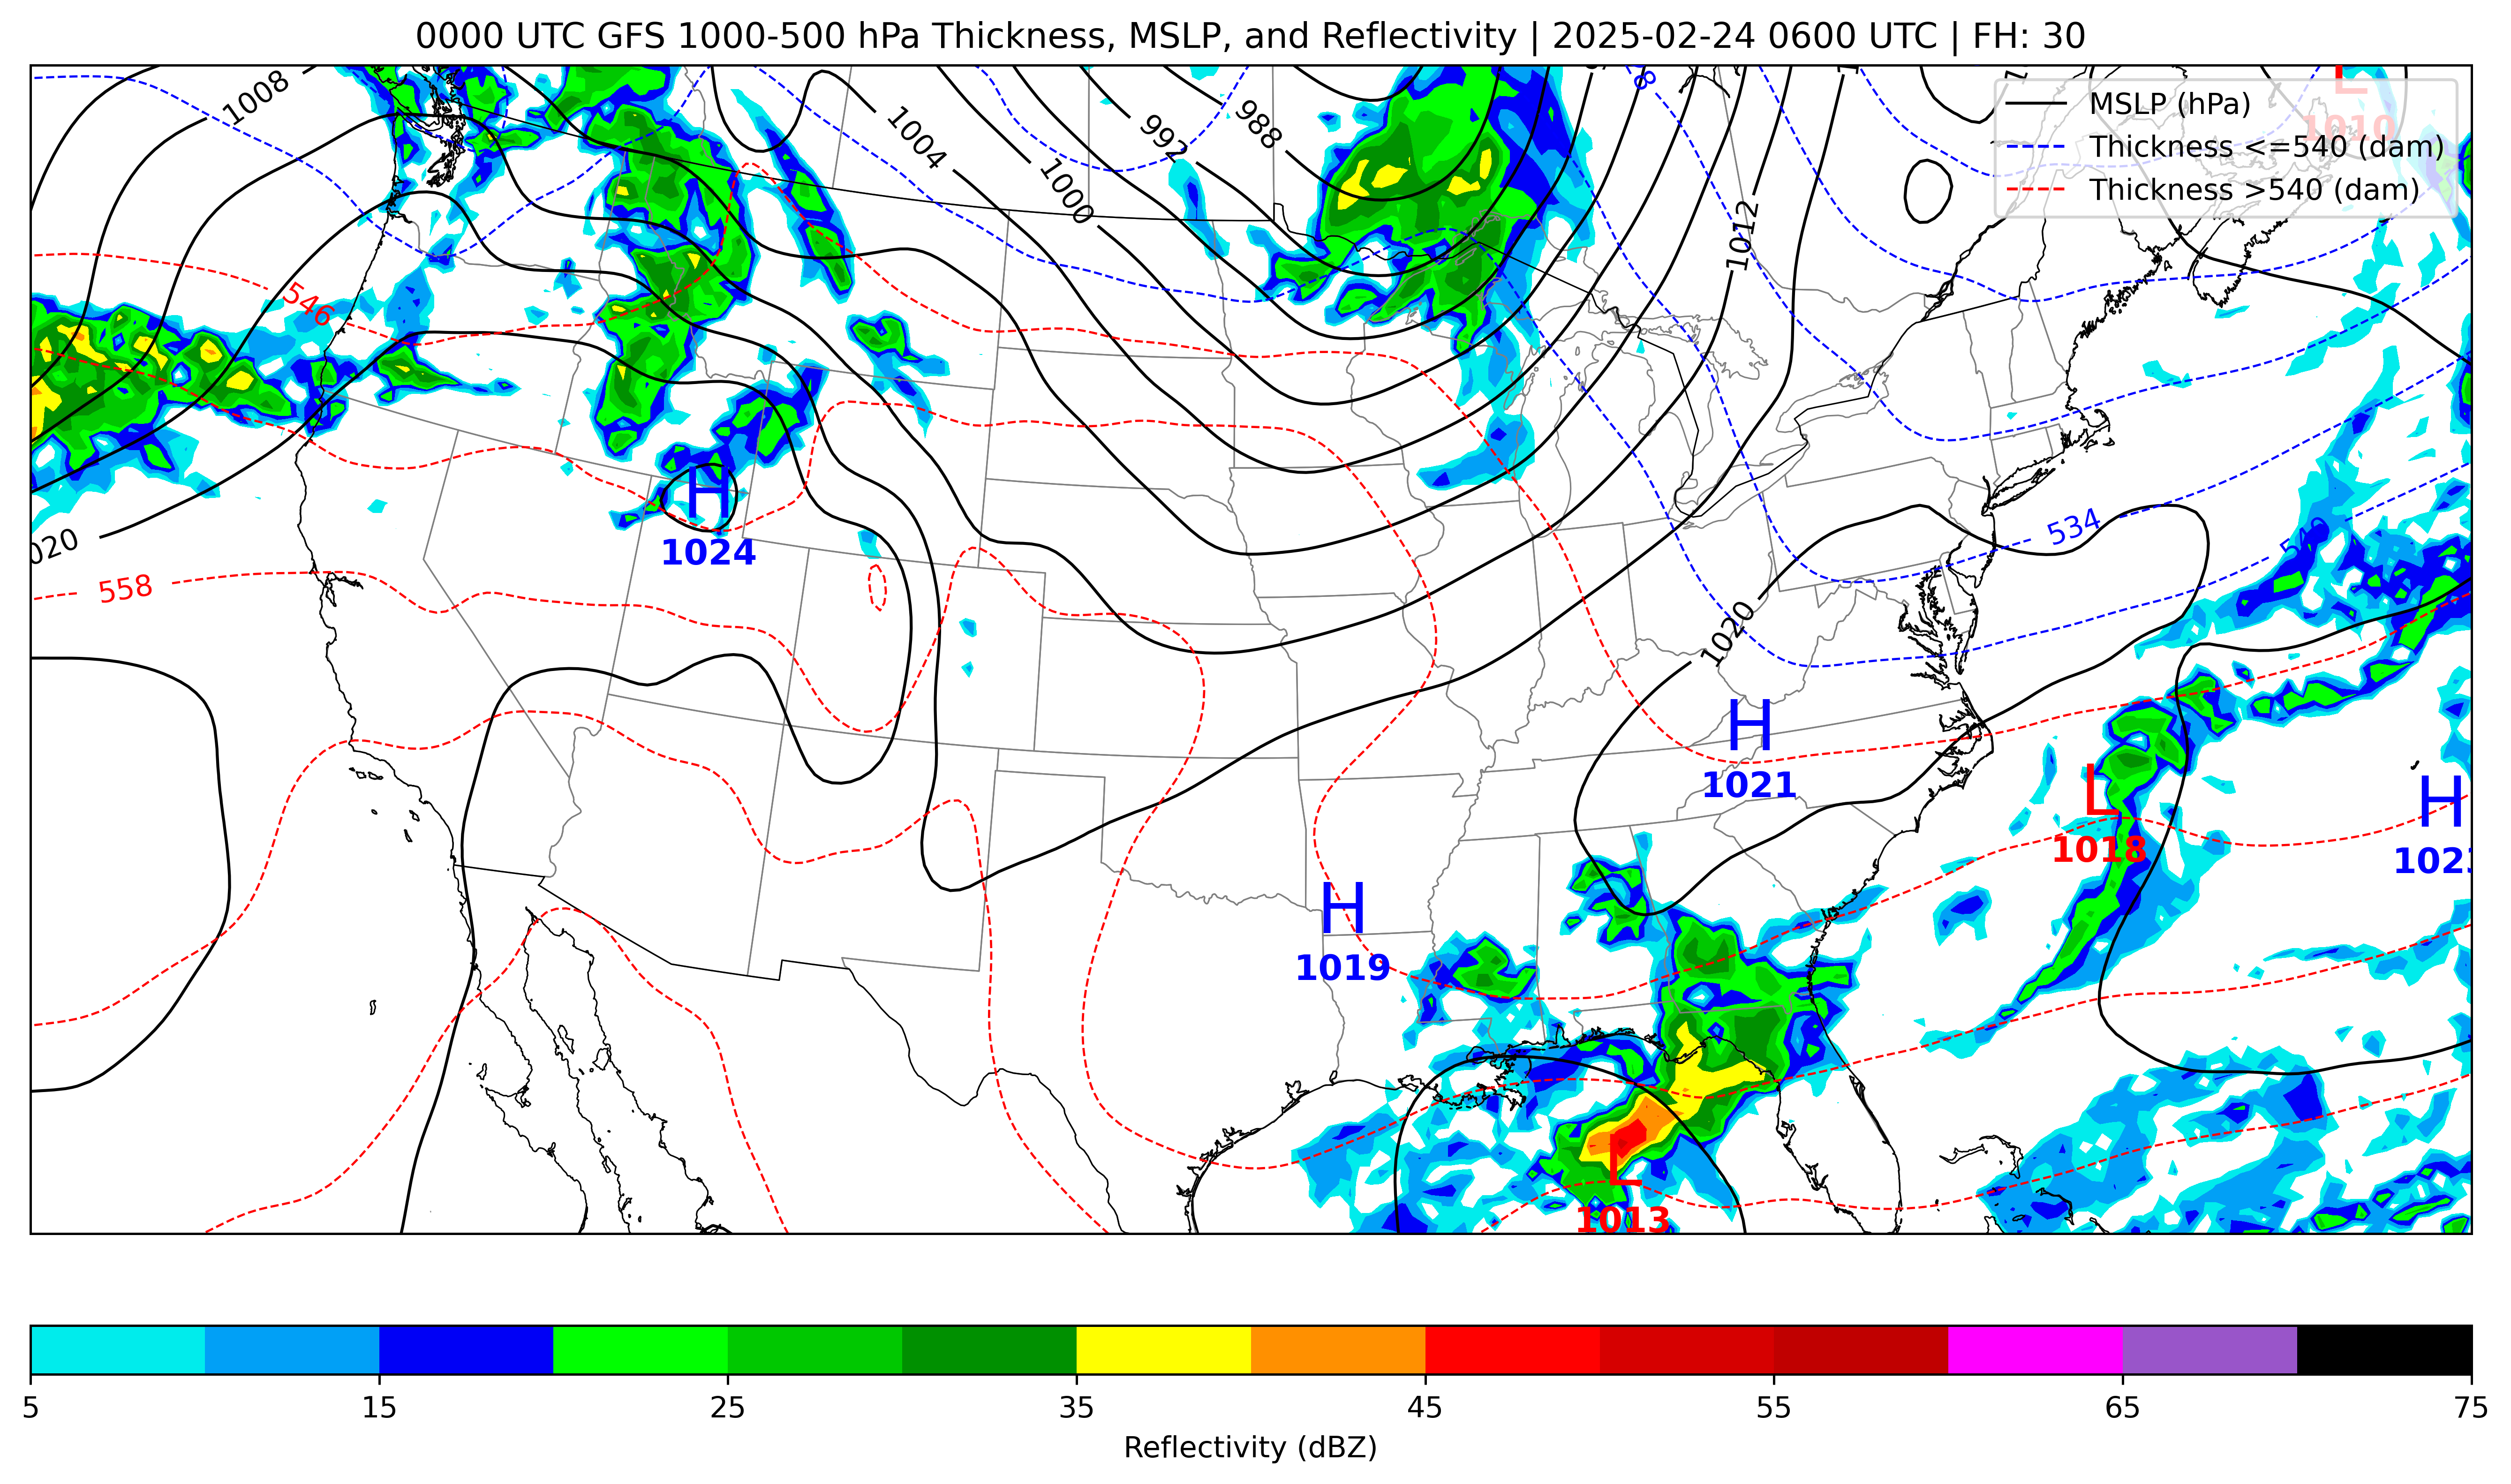 0000 UTC GFS 1000-500 hPa Thickness, MSLP, and Reflectivity | 2025-02-24 0600 UTC | FH: 30
MSLP (hPa)
Thickness <=540 (dam)
Thickness >540 (dam)
L
1010
1008
1004
1000
992
988
1012
546
H
1024
020
558
534
540
1020
H
1021
L
1018
H
102
H
1019
L
1013
5 15 25 35 45 55 65 75
Reflectivity (dBZ)